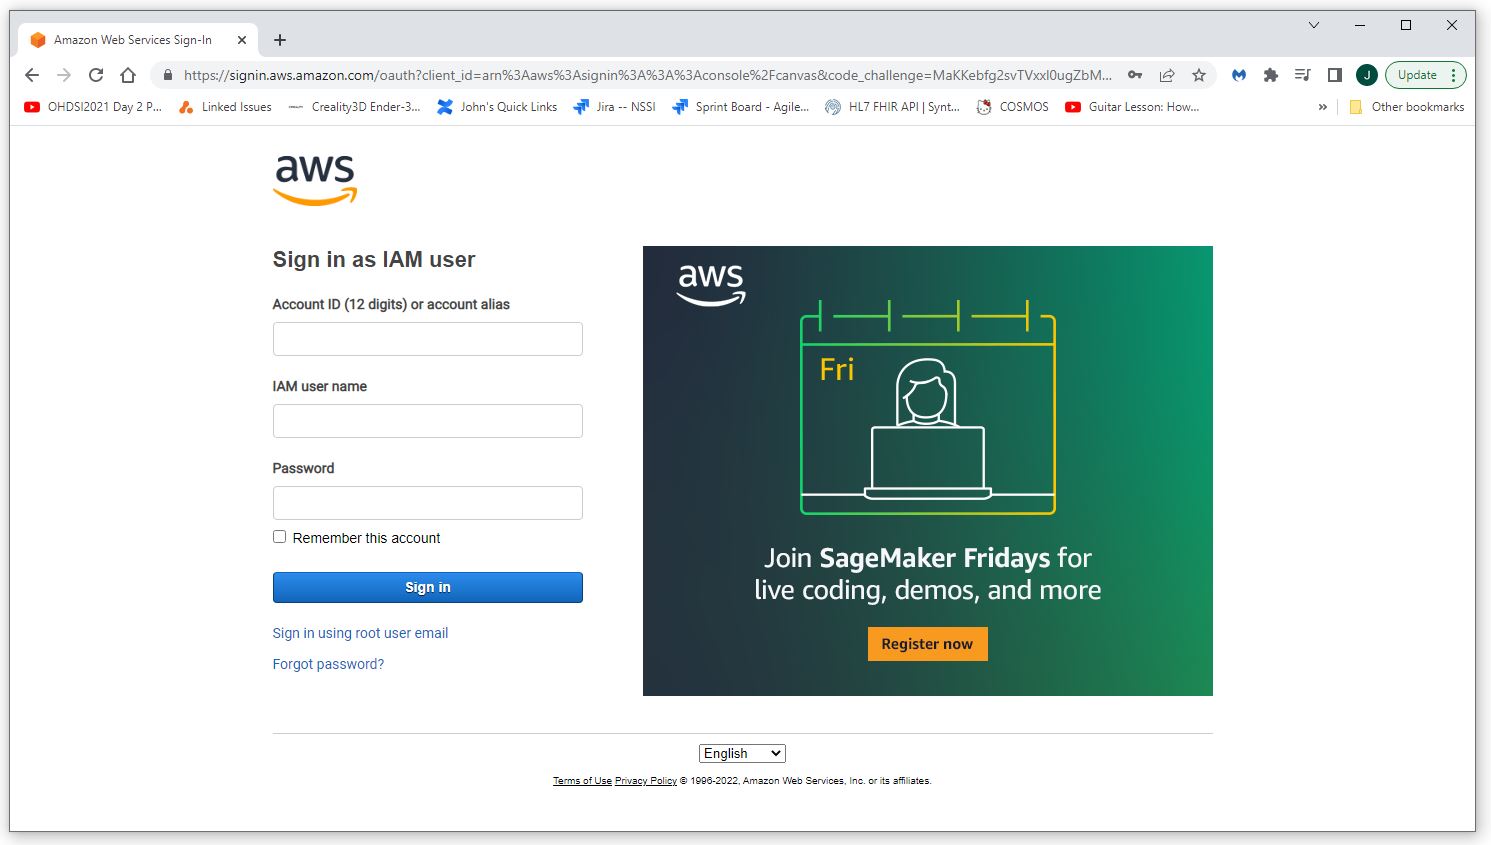 Amazon Web Services Sign-In
https://signin.aws.amazon.com/oauth?client_id=arn%3Aaws%3Asignin%3A%3A%3Aconsole%2Fcanvas&code_challenge=MaKKebfg2svTVxxl0ugZbM...
J
Update
OHDSI2021 Day 2 P...
Linked Issues
Creality3D Ender-3...
John's Quick Links
Jira -- NSSI
Sprint Board - Agile...
HL7 FHIR API | Synt...
COSMOS
Guitar Lesson: How...
»
Other bookmarks
aws
Sign in as IAM user
Account ID (12 digits) or account alias
IAM user name
Password
Remember this account
Sign in
Sign in using root user email
Forgot password?
aws
Fri
Join SageMaker Fridays for
live coding, demos, and more
Register now
English
Terms of Use Privacy Policy © 1996-2022, Amazon Web Services, Inc. or its affiliates.